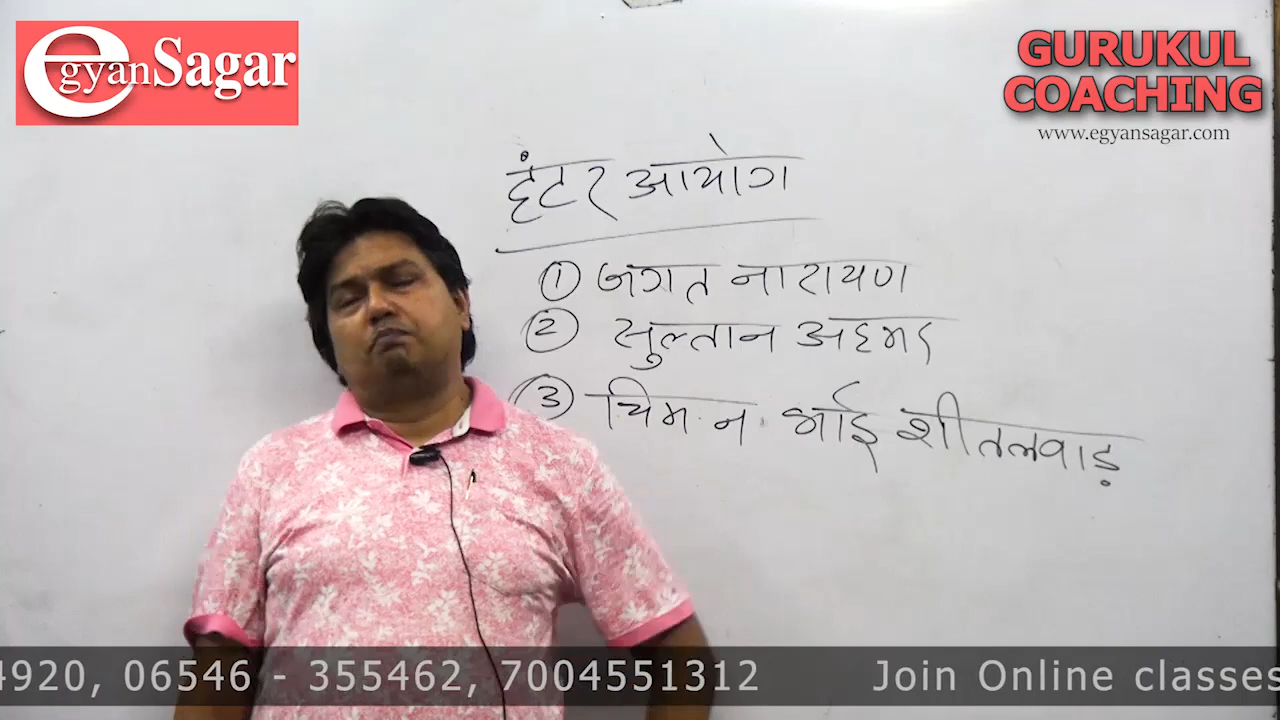 egyanSagar
GURUKUL
COACHING
www.egyansagar.com
हंटर आयोग
① जगत नारायण
② सुल्तान अहमद
③ चिमन भाई शीतलवाड़
4920, 06546 - 355462, 7004551312 Join Online classes